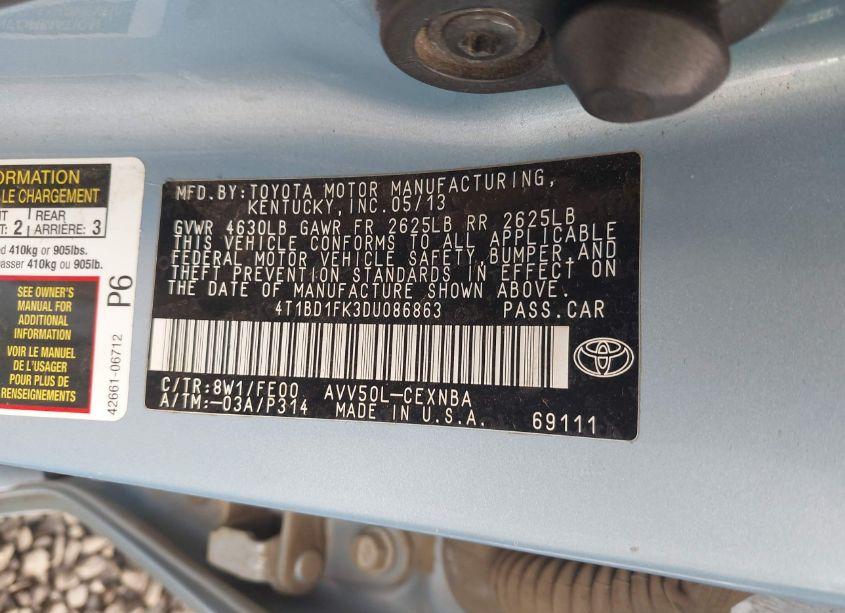 ORMATION
LE CHARGEMENT
NT 2 REAR 3
T: ARRIÈRE:
ed 410kg or 905lbs.
asser 410kg ou 905lb.
SEE OWNER'S
MANUAL FOR
ADDITIONAL
INFORMATION
VOIR LE MANUEL
DE L'USAGER
POUR PLUS DE
RENSEIGNEMENTS
P6
42661-06712
MFD.BY:TOYOTA MOTOR MANUFACTURING,
KENTUCKY,INC.05/13
GVWR 4630LB GAWR FR 2625LB RR 2625LB
THIS VEHICLE CONFORMS TO ALL APPLICABLE
FEDERAL MOTOR VEHICLE SAFETY,BUMPER,AND
THEFT PREVENTION STANDARDS IN EFFECT ON
THE DATE OF MANUFACTURE SHOWN ABOVE.
4T1BD1FK3DU086863 PASS.CAR
C/TR:8W1/FE00 AVV50L-CEXNBA
A/TM:-03A/P314 MADE IN U.S.A.
69111